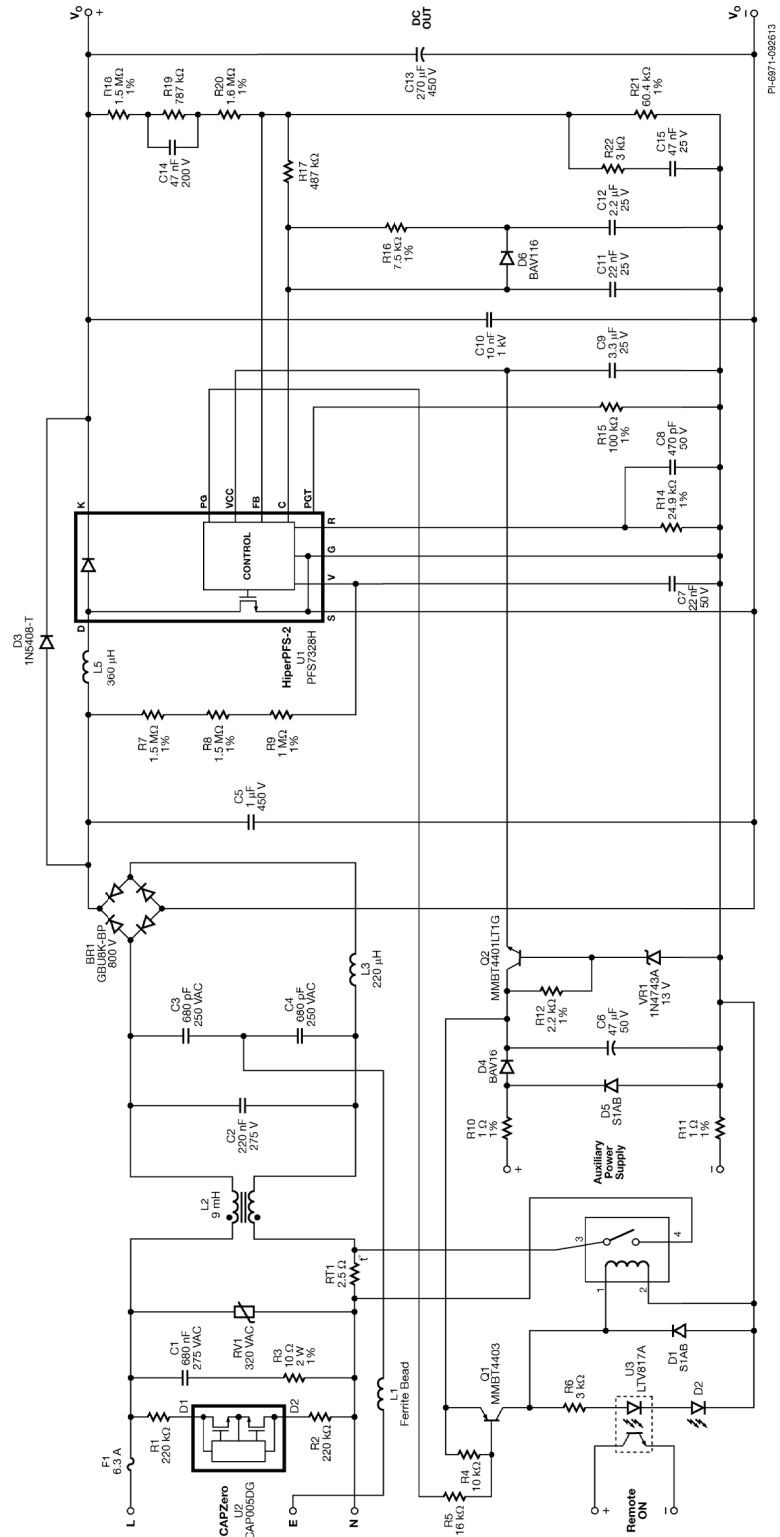 L
E
N
F1
6.3 A
R1
220 kΩ
CAPZero
U2
CAP005DG
D1
D2
R2
220 kΩ
C1
680 nF
275 VAC
R3
10 Ω
2 W
1%
RV1
320 VAC
L1
Ferrite Bead
RT1
2.5 Ω
t°
L2
9 mH
C2
220 nF
275 V
C3
680 pF
250 VAC
C4
680 pF
250 VAC
L3
220 µH
BR1
GBU8K-BP
800 V
C5
1 µF
450 V
D3
1N5408-T
R7
1.5 MΩ
1%
R8
1.5 MΩ
1%
R9
1 MΩ
1%
L5
360 µH
HiperPFS-2
U1
PFS7328H
D
K
CONTROL
PG
VCC
FB
C
PGT
S
V
G
R
C7
22 nF
50 V
R14
24.9 kΩ
1%
C8
470 pF
50 V
R15
100 kΩ
1%
C9
3.3 µF
25 V
C10
10 nF
1 kV
C11
22 nF
25 V
D6
BAV116
R16
7.5 kΩ
1%
C12
2.2 µF
25 V
R17
487 kΩ
C14
47 nF
200 V
R18
1.5 MΩ
1%
R19
787 kΩ
1%
R20
1.6 MΩ
1%
R22
3 kΩ
C15
47 nF
25 V
R21
60.4 kΩ
1%
C13
270 µF
450 V
DC
OUT
VO
+
VO
−
R5
16 kΩ
R4
10 kΩ
Q1
MMBT4403
R6
3 kΩ
U3
LTV817A
D2
D1
S1AB
+
Remote
ON
−
1
2
3
4
+
Auxiliary
Power
Supply
−
R10
1 Ω
1%
R11
1 Ω
1%
D4
BAV16
D5
S1AB
C6
47 µF
50 V
R12
2.2 kΩ
1%
Q2
MMBT4401LT1G
VR1
1N4743A
13 V
PI-6971-092613